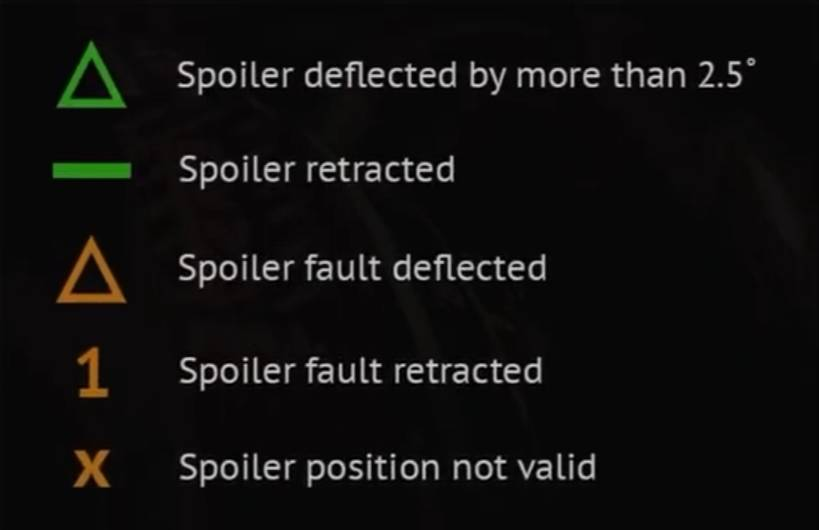 Spoiler deflected by more than 2.5°
Spoiler retracted
Spoiler fault deflected
1 Spoiler fault retracted
X Spoiler position not valid